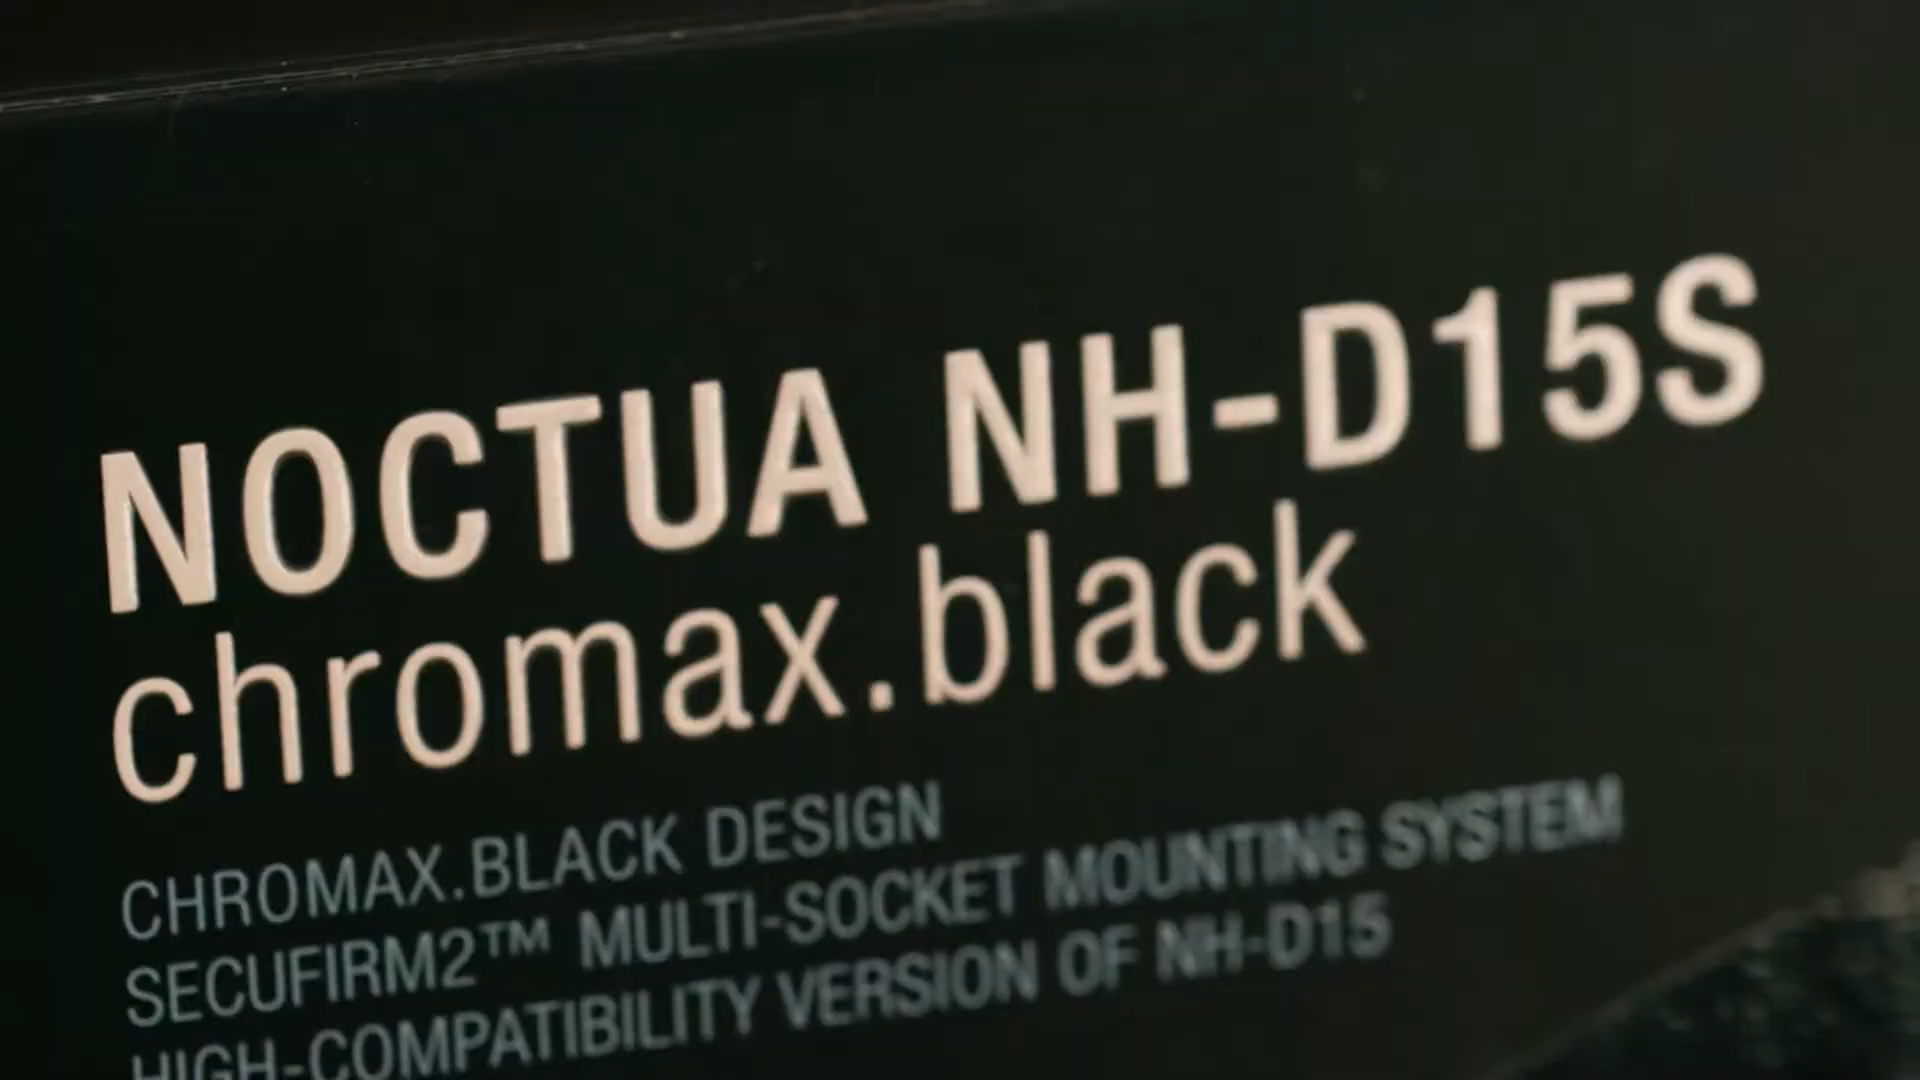 NOCTUA NH-D15S
chromax.black
CHROMAX.BLACK DESIGN
SECUFIRM2™ MULTI-SOCKET MOUNTING SYSTEM
HIGH-COMPATIBILITY VERSION OF NH-D15